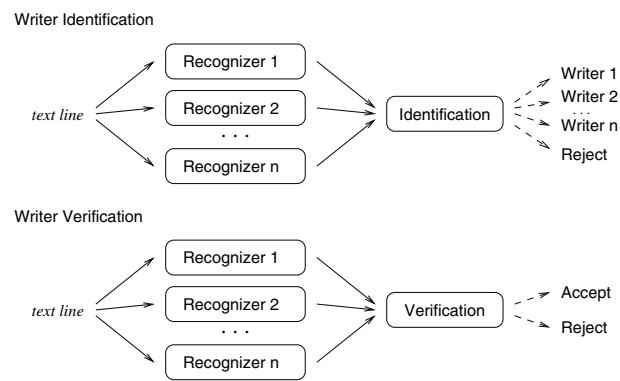 Writer Identification
Recognizer 1
Recognizer 2
. . .
Recognizer n
text line
Identification
Writer 1
Writer 2
. . .
Writer n
Reject
Writer Verification
Recognizer 1
Recognizer 2
. . .
Recognizer n
text line
Verification
Accept
Reject